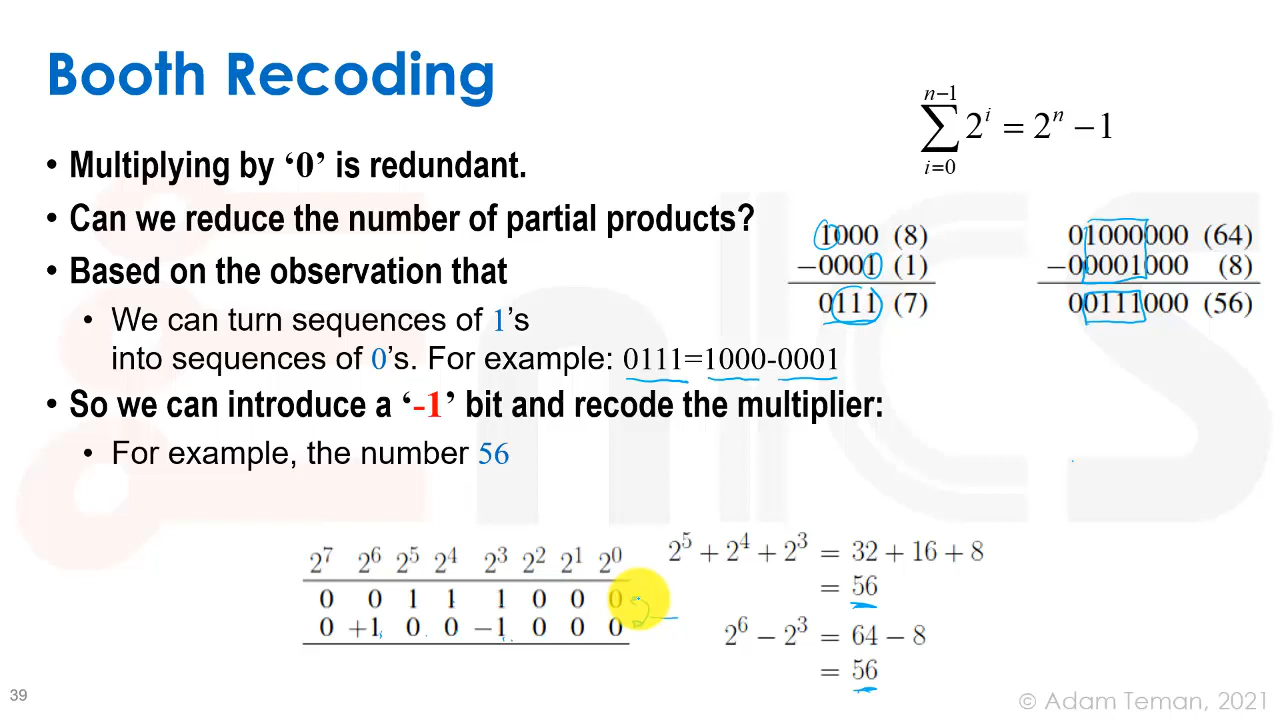 Booth Recoding
n−1
∑ 2^i = 2^n − 1
i=0
• Multiplying by ‘0’ is redundant.
• Can we reduce the number of partial products?
• Based on the observation that
• We can turn sequences of 1’s
into sequences of 0’s. For example: 0111=1000-0001
1000 (8)
−0001 (1)
0111 (7)
01000000 (64)
−00001000 (8)
00111000 (56)
• So we can introduce a ‘-1’ bit and recode the multiplier:
• For example, the number 56
2^7 2^6 2^5 2^4 2^3 2^2 2^1 2^0
0 0 1 1 1 0 0 0
0 +1 0 0 −1 0 0 0
2^5 + 2^4 + 2^3 = 32 + 16 + 8
= 56
2^6 − 2^3 = 64 − 8
= 56
39
© Adam Teman, 2021